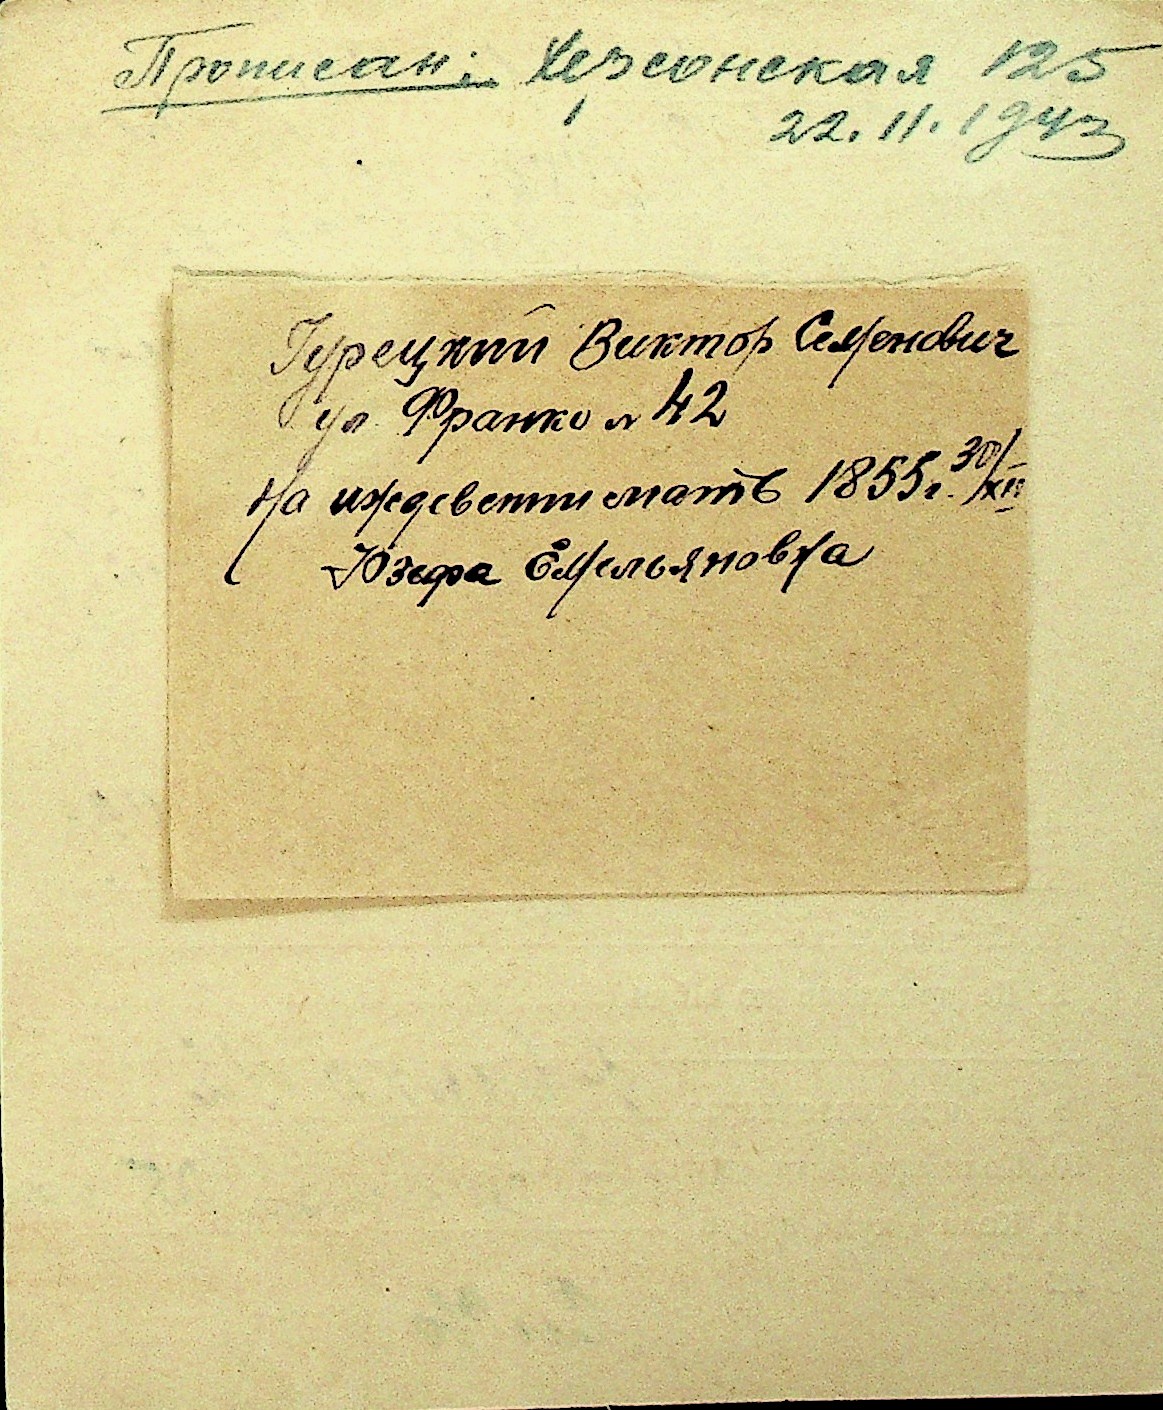 Прописан: Херсонская 125
22.11.1943
Гурецкий Виктор Семенович
ул Франко № 42
На иждевении мать 1855 г. 30/XII
Юзефа Емельяновна